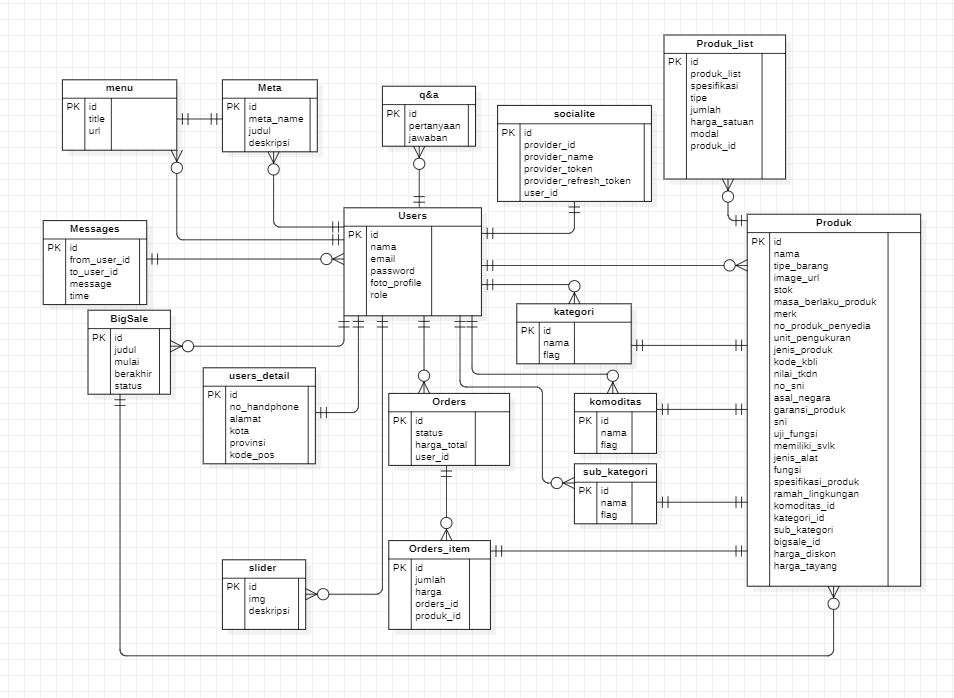 Produk_list
PK id
produk_list
spesifikasi
tipe
jumlah
harga_satuan
modal
produk_id
menu
PK id
title
url
Meta
PK id
meta_name
judul
deskripsi
q&a
PK id
pertanyaan
jawaban
socialite
PK id
provider_id
provider_name
provider_token
provider_refresh_token
user_id
Users
PK id
nama
email
password
foto_profile
role
Messages
PK id
from_user_id
to_user_id
message
time
Produk
PK id
nama
tipe_barang
image_url
stok
masa_berlaku_produk
merk
no_produk_penyedia
unit_pengukuran
jenis_produk
kode_kbli
nilai_tkdn
no_sni
asal_negara
garansi_produk
sni
uji_fungsi
memiliki_svlk
jenis_alat
fungsi
spesifikasi_produk
ramah_lingkungan
komoditas_id
kategori_id
sub_kategori
bigsale_id
harga_diskon
harga_tayang
BigSale
PK id
judul
mulai
berakhir
status
kategori
PK id
nama
flag
users_detail
PK id
no_handphone
alamat
kota
provinsi
kode_pos
Orders
PK id
status
harga_total
user_id
komoditas
PK id
nama
flag
sub_kategori
PK id
nama
flag
Orders_item
PK id
jumlah
harga
orders_id
produk_id
slider
PK id
img
deskripsi